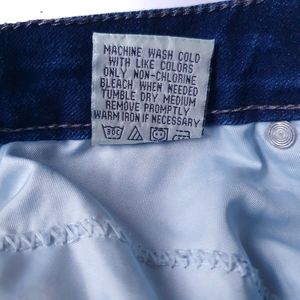 MACHINE WASH COLD
WITH LIKE COLORS
ONLY NON-CHLORINE
BLEACH WHEN NEEDED
TUMBLE DRY MEDIUM
REMOVE PROMPTLY
WARM IRON IF NECESSARY